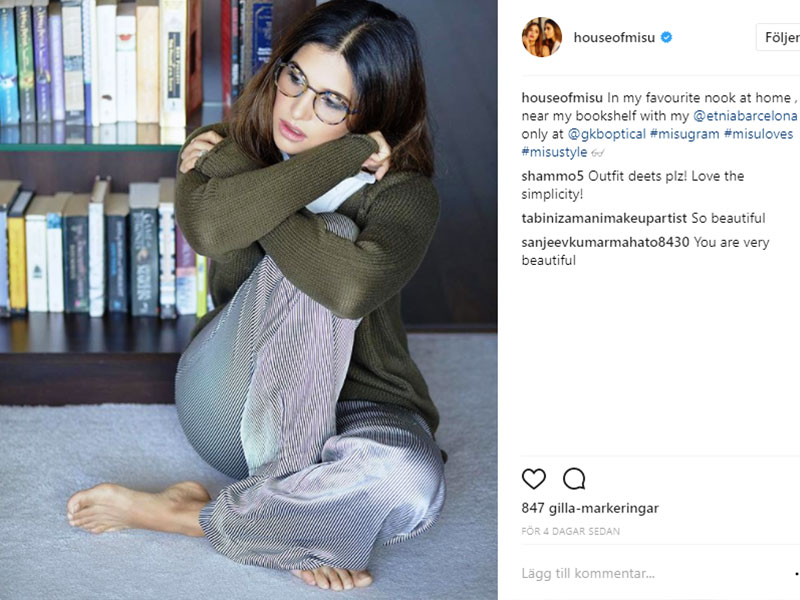 houseofmisu
Följer
houseofmisu In my favourite nook at home ,
near my bookshelf with my @etniabarcelona
only at @gkboptical #misugram #misuloves
#misustyle
shammo5 Outfit deets plz! Love the
simplicity!
tabinizamanimakeupartist So beautiful
sanjeevkumarmahato8430 You are very
beautiful
847 gilla-markeringar
FÖR 4 DAGAR SEDAN
Lägg till kommentar...